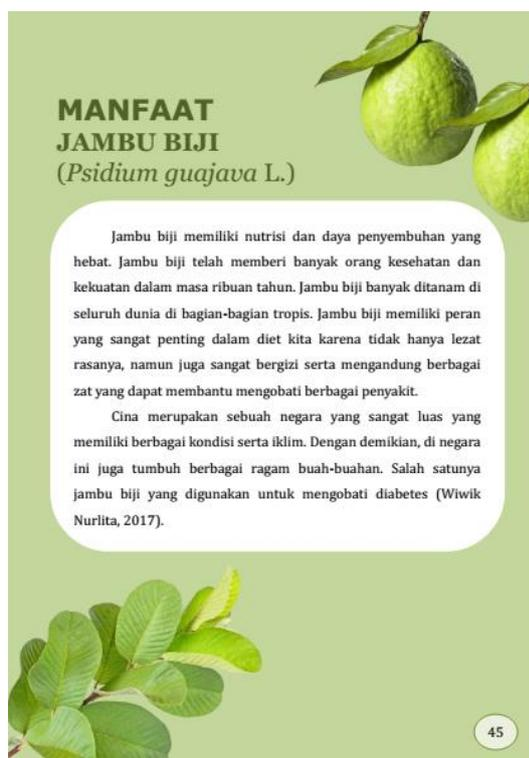 MANFAAT
JAMBU BIJI
(Psidium guajava L.)
Jambu biji memiliki nutrisi dan daya penyembuhan yang
hebat. Jambu biji telah memberi banyak orang kesehatan dan
kekuatan dalam masa ribuan tahun. Jambu biji banyak ditanam di
seluruh dunia di bagian-bagian tropis. Jambu biji memiliki peran
yang sangat penting dalam diet kita karena tidak hanya lezat
rasanya, namun juga sangat bergizi serta mengandung berbagai
zat yang dapat membantu mengobati berbagai penyakit.
Cina merupakan sebuah negara yang sangat luas yang
memiliki berbagai kondisi serta iklim. Dengan demikian, di negara
ini juga tumbuh berbagai ragam buah-buahan. Salah satunya
jambu biji yang digunakan untuk mengobati diabetes (Wiwik
Nurlita, 2017).
45